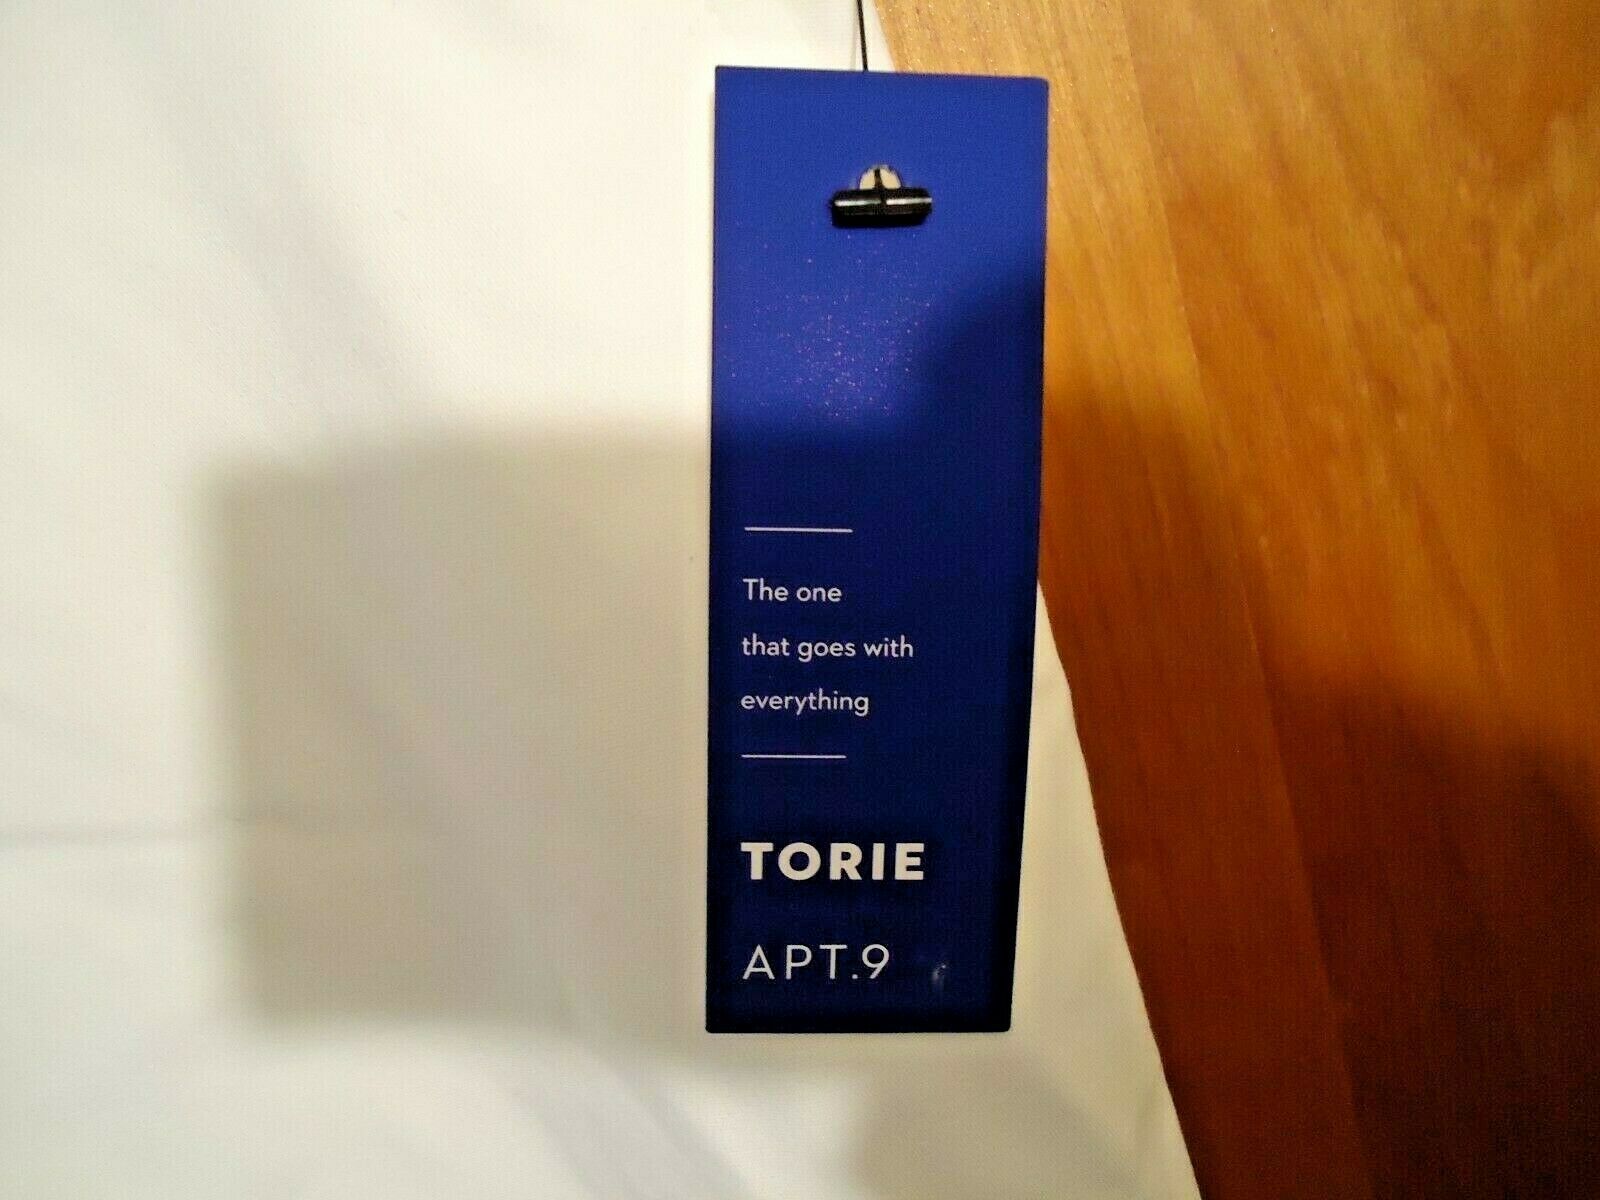 The one
that goes with
everything
TORIE
APT.9